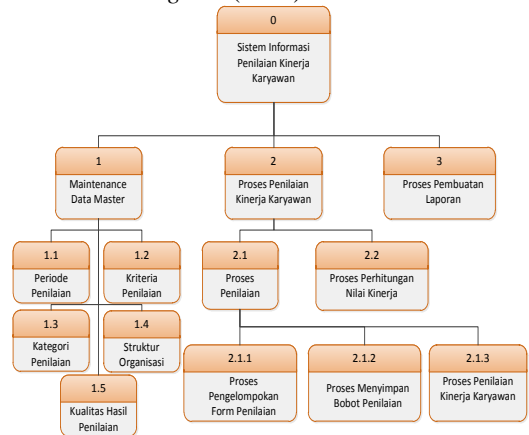 0
Sistem Informasi
Penilaian Kinerja
Karyawan
1
Maintenance
Data Master
2
Proses Penilaian
Kinerja Karyawan
3
Proses Pembuatan
Laporan
1.1
Periode
Penilaian
1.2
Kriteria
Penilaian
2.1
Proses
Penilaian
2.2
Proses Perhitungan
Nilai Kinerja
1.3
Kategori
Penilaian
1.4
Struktur
Organisasi
2.1.1
Proses
Pengelompokan
Form Penilaian
2.1.2
Proses Menyimpan
Bobot Penilaian
2.1.3
Proses Penilaian
Kinerja Karyawan
1.5
Kualitas Hasil
Penilaian